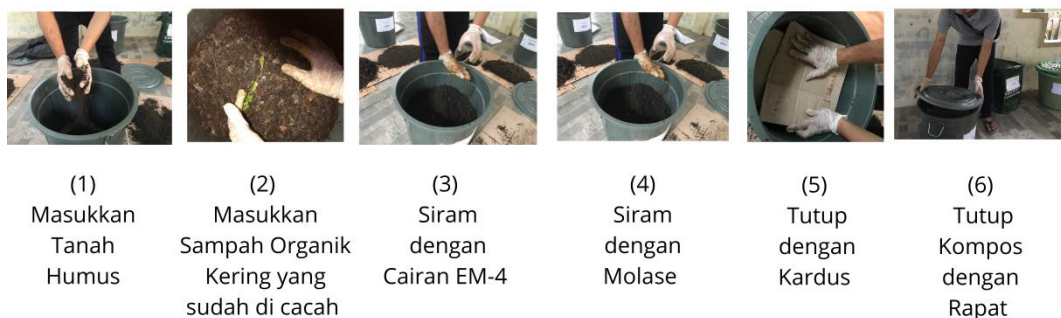 (1)
Masukkan
Tanah
Humus
(2)
Masukkan
Sampah Organik
Kering yang
sudah di cacah
(3)
Siram
dengan
Cairan EM-4
(4)
Siram
dengan
Molase
(5)
Tutup
dengan
Kardus
(6)
Tutup
Kompos
dengan
Rapat